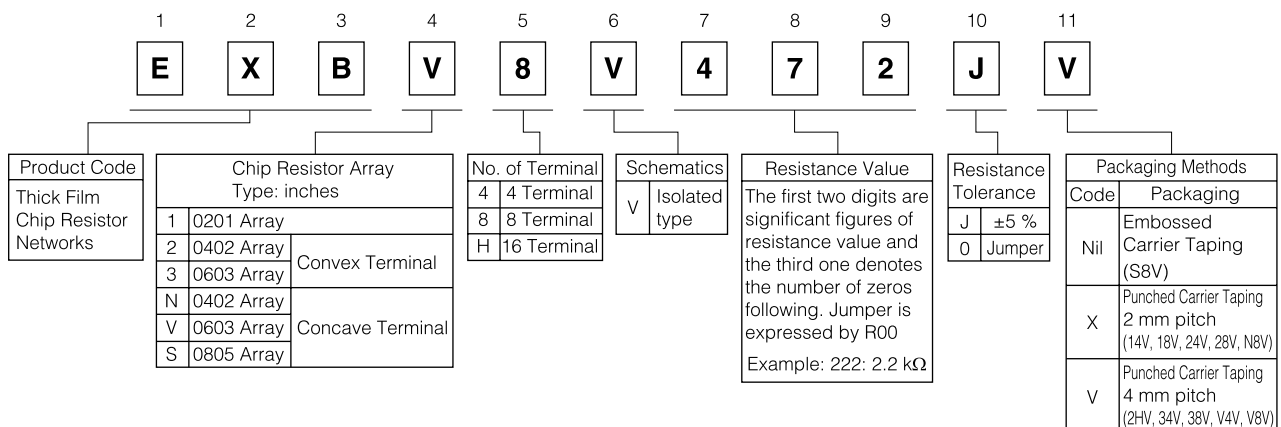 1 2 3 4 5 6 7 8 9 10 11
E X B V 8 V 4 7 2 J V
Product Code
Thick Film
Chip Resistor
Networks
Chip Resistor Array
Type: inches
1 0201 Array
2 0402 Array
3 0603 Array
Convex Terminal
N 0402 Array
V 0603 Array
S 0805 Array
Concave Terminal
No. of Terminal
4 4 Terminal
8 8 Terminal
H 16 Terminal
Schematics
V Isolated
type
Resistance Value
The first two digits are
significant figures of
resistance value and
the third one denotes
the number of zeros
following. Jumper is
expressed by R00
Example: 222: 2.2 kΩ
Resistance
Tolerance
J ±5 %
0 Jumper
Packaging Methods
Code Packaging
Nil Embossed
Carrier Taping
(S8V)
X Punched Carrier Taping
2 mm pitch
(14V, 18V, 24V, 28V, N8V)
V Punched Carrier Taping
4 mm pitch
(2HV, 34V, 38V, V4V, V8V)